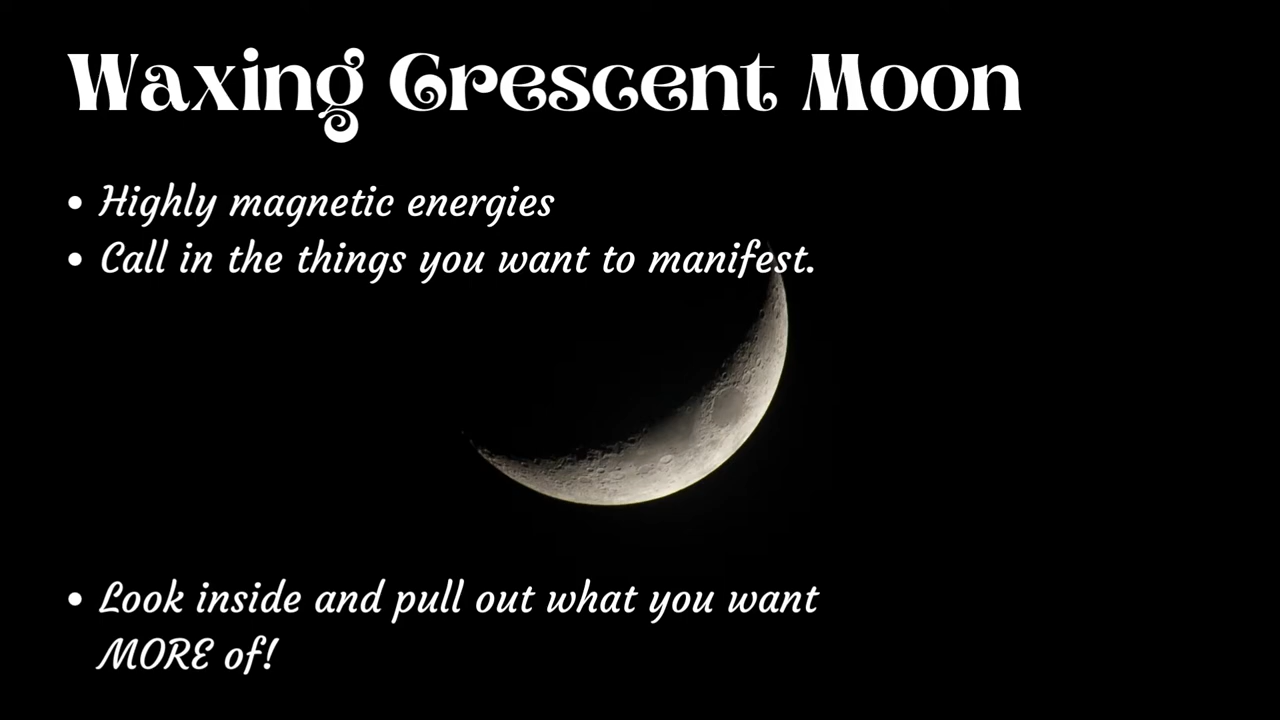 Waxing Crescent Moon
• Highly magnetic energies
• Call in the things you want to manifest.
• Look inside and pull out what you want
MORE of!